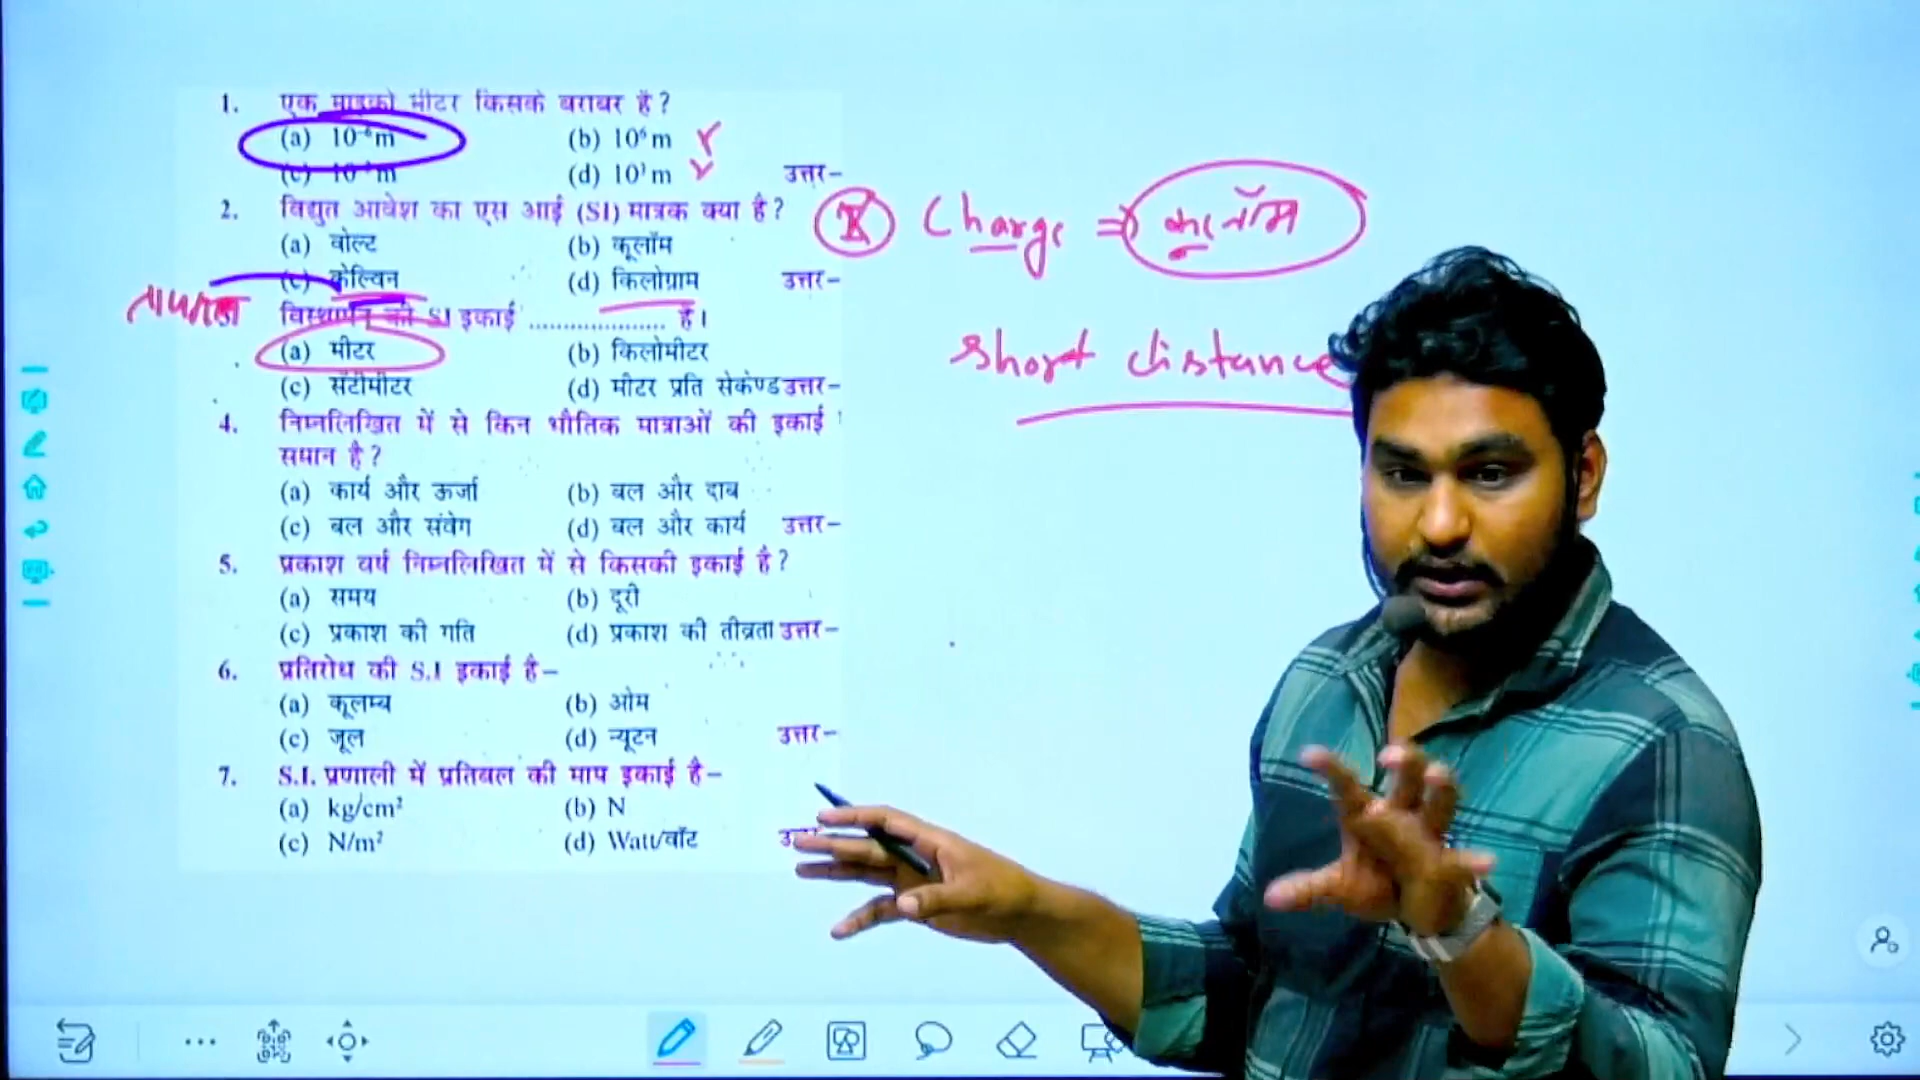 1. एक माइक्रो मीटर किसके बराबर है?
(a) 10⁻⁶m (b) 10⁶m
(c) m (d) 10³m उत्तर–
2. विद्युत आवेश का एस आई (SI) मात्रक क्या है?
(a) वोल्ट (b) कूलॉम
(c) केल्विन (d) किलोग्राम उत्तर–
विस्थापन की SI इकाई .................... है।
(a) मीटर (b) किलोमीटर
(c) सेंटीमीटर (d) मीटर प्रति सेकेण्ड उत्तर–
4. निम्नलिखित में से किन भौतिक मात्राओं की इकाई
समान है?
(a) कार्य और ऊर्जा (b) बल और दाब
(c) बल और संवेग (d) बल और कार्य उत्तर–
5. प्रकाश वर्ष निम्नलिखित में से किसकी इकाई है?
(a) समय (b) दूरी
(c) प्रकाश की गति (d) प्रकाश की तीव्रता उत्तर–
6. प्रतिरोध की S.I इकाई है–
(a) कूलम्ब (b) ओम
(c) जूल (d) न्यूटन उत्तर–
7. S.I. प्रणाली में प्रतिबल की माप इकाई है–
(a) kg/cm² (b) N
(c) N/m² (d) Watt/वॉट
Charge ⇒
short distance